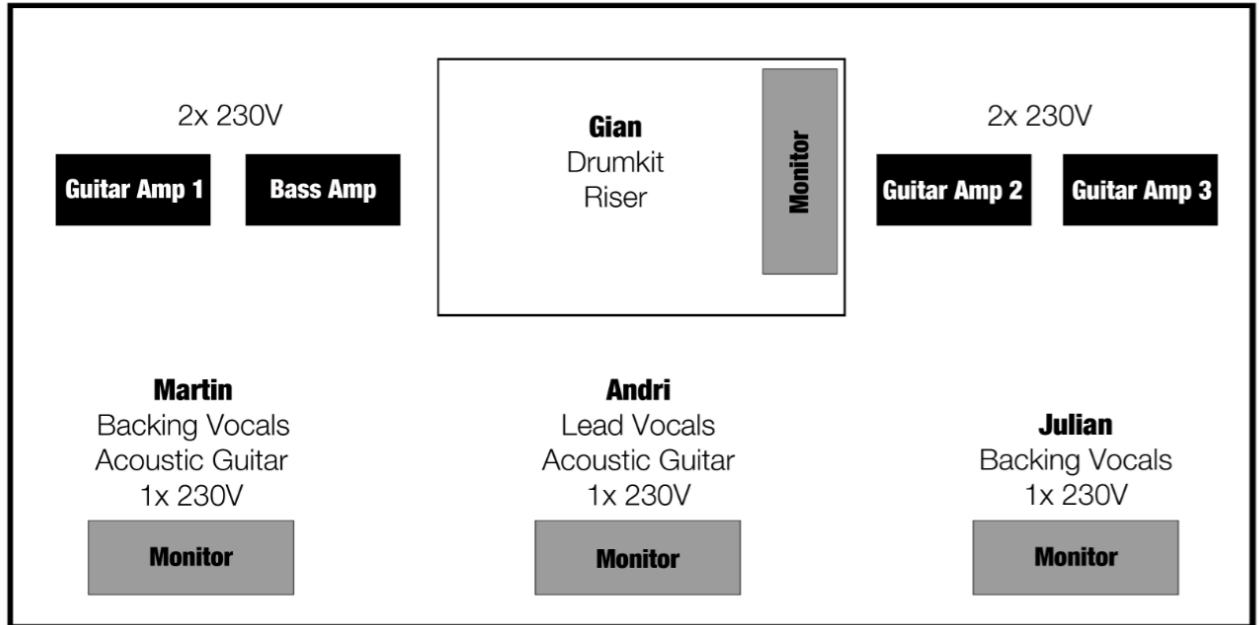 2x 230V
Guitar Amp 1
Bass Amp
Gian
Drumkit
Riser
Monitor
2x 230V
Guitar Amp 2
Guitar Amp 3
Martin
Backing Vocals
Acoustic Guitar
1x 230V
Monitor
Andri
Lead Vocals
Acoustic Guitar
1x 230V
Monitor
Julian
Backing Vocals
1x 230V
Monitor